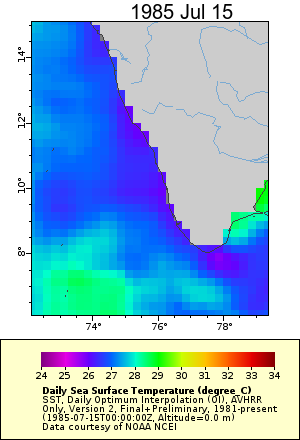 1985 Jul 15
14°
12°
10°
8°
74° 76° 78°
24 25 26 27 28 29 30 31 32 33 34
Daily Sea Surface Temperature (degree_C)
SST, Daily Optimum Interpolation (OI), AVHRR
Only, Version 2, Final+Preliminary, 1981-present
(1985-07-15T00:00:00Z, Altitude=0.0 m)
Data courtesy of NOAA NCEI